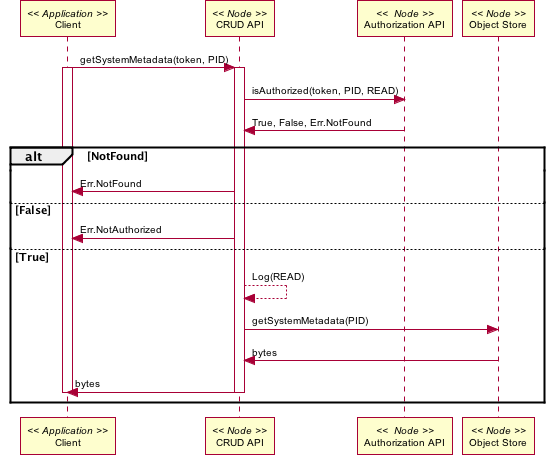 << Application >>
Client
<< Node >>
CRUD API
<< Node >>
Authorization API
<< Node >>
Object Store
getSystemMetadata(token, PID)
isAuthorized(token, PID, READ)
True, False, Err.NotFound
alt
[NotFound]
Err.NotFound
[False]
Err.NotAuthorized
[True]
Log(READ)
getSystemMetadata(PID)
bytes
bytes
<< Application >>
Client
<< Node >>
CRUD API
<< Node >>
Authorization API
<< Node >>
Object Store